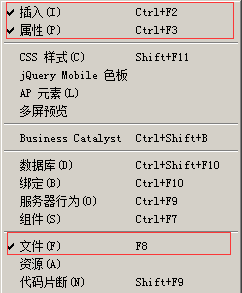 插入(I) Ctrl+F2
属性(P) Ctrl+F3
CSS 样式(C) Shift+F11
jQuery Mobile 色板
AP 元素(L)
多屏预览
Business Catalyst Ctrl+Shift+B
数据库(D) Ctrl+Shift+F10
绑定(B) Ctrl+F10
服务器行为(O) Ctrl+F9
组件(S) Ctrl+F7
文件(F) F8
资源(A)
代码片断(N) Shift+F9